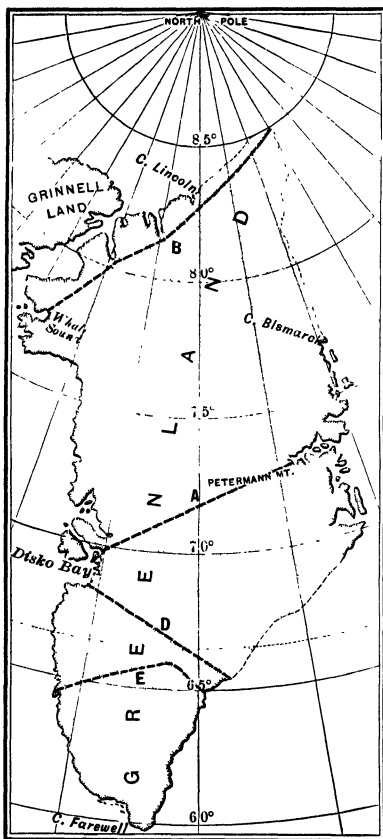 NORTH POLE
85°
C. Lincoln
GRINNELL
LAND
B
80°
Whale
Sound
C. Bismarck
75°
PETERMANN MT.
A
70°
Disko Bay
D
E
65°
60°
C. Farewell
GREENLAND